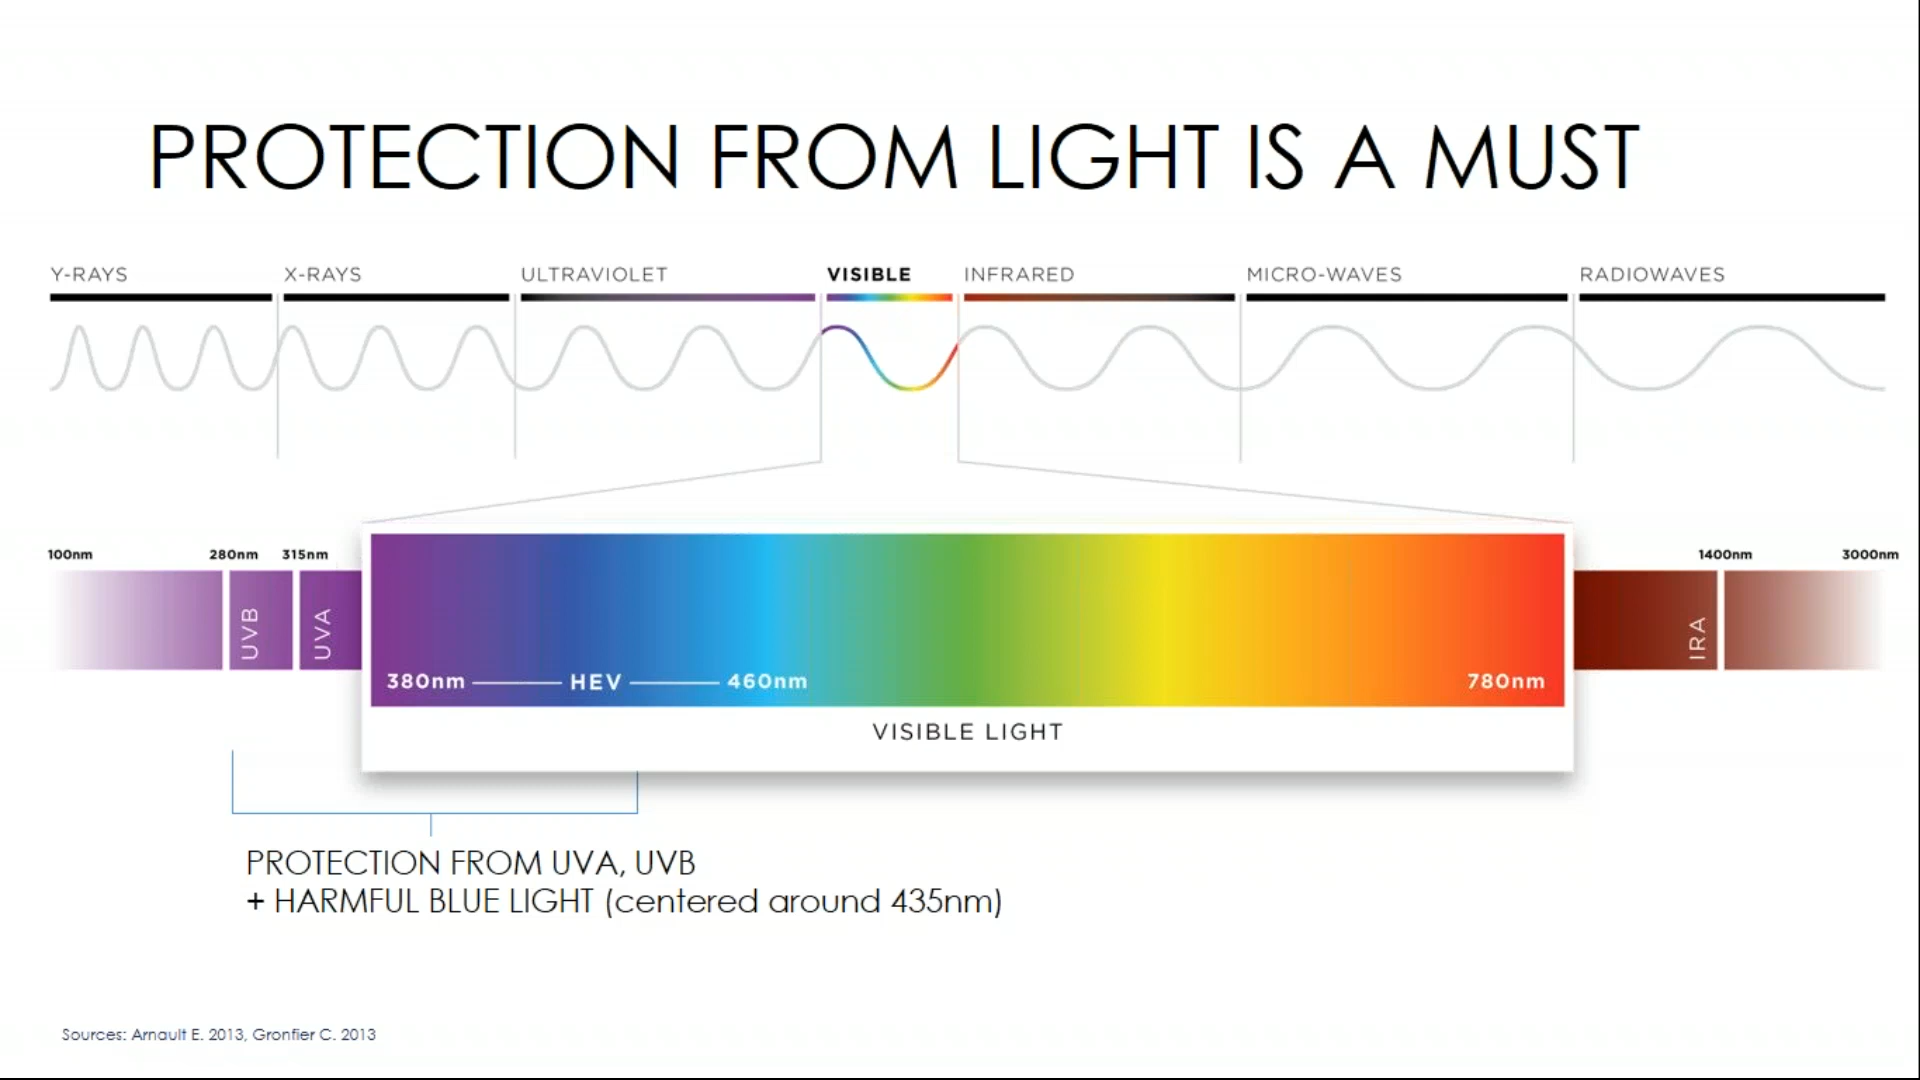 PROTECTION FROM LIGHT IS A MUST
Y-RAYS X-RAYS ULTRAVIOLET VISIBLE INFRARED MICRO-WAVES RADIOWAVES
100nm 280nm 315nm 1400nm 3000nm
UVB UVA IRA
380nm HEV 460nm 780nm
VISIBLE LIGHT
PROTECTION FROM UVA, UVB
+ HARMFUL BLUE LIGHT (centered around 435nm)
Sources: Arnault E. 2013, Gronfier C. 2013